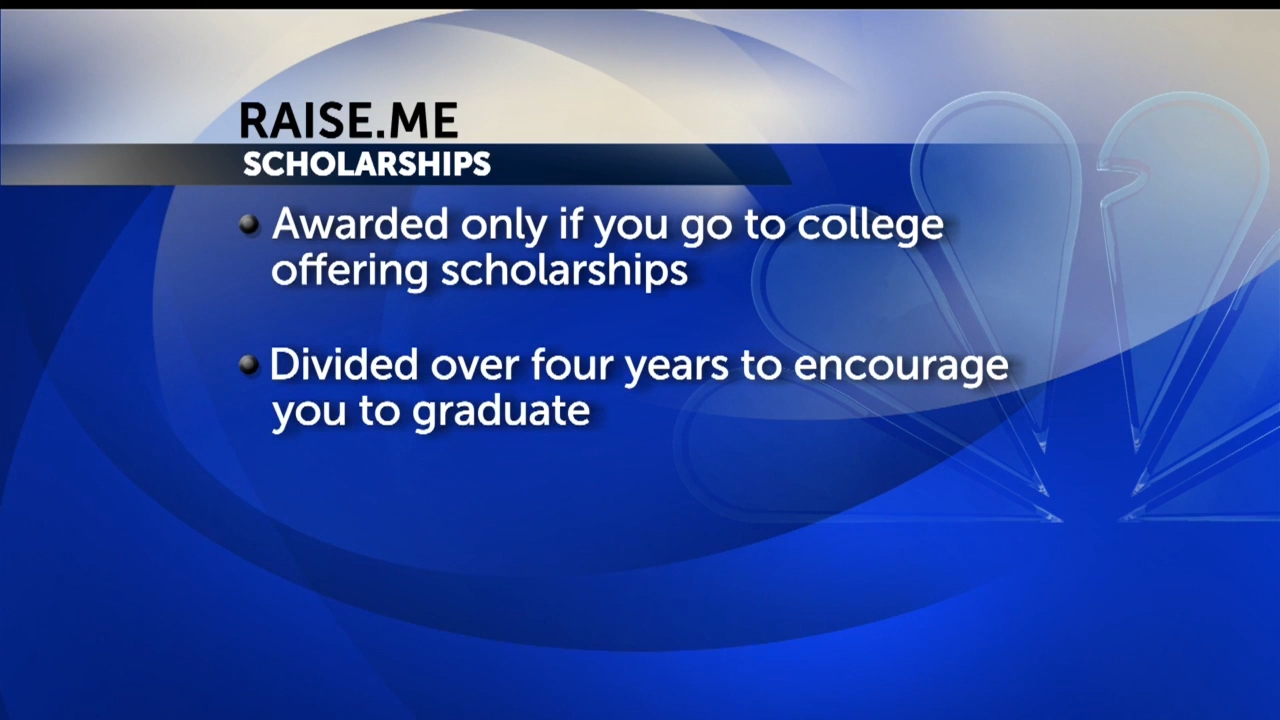 RAISE.ME
SCHOLARSHIPS
Awarded only if you go to college
offering scholarships
Divided over four years to encourage
you to graduate